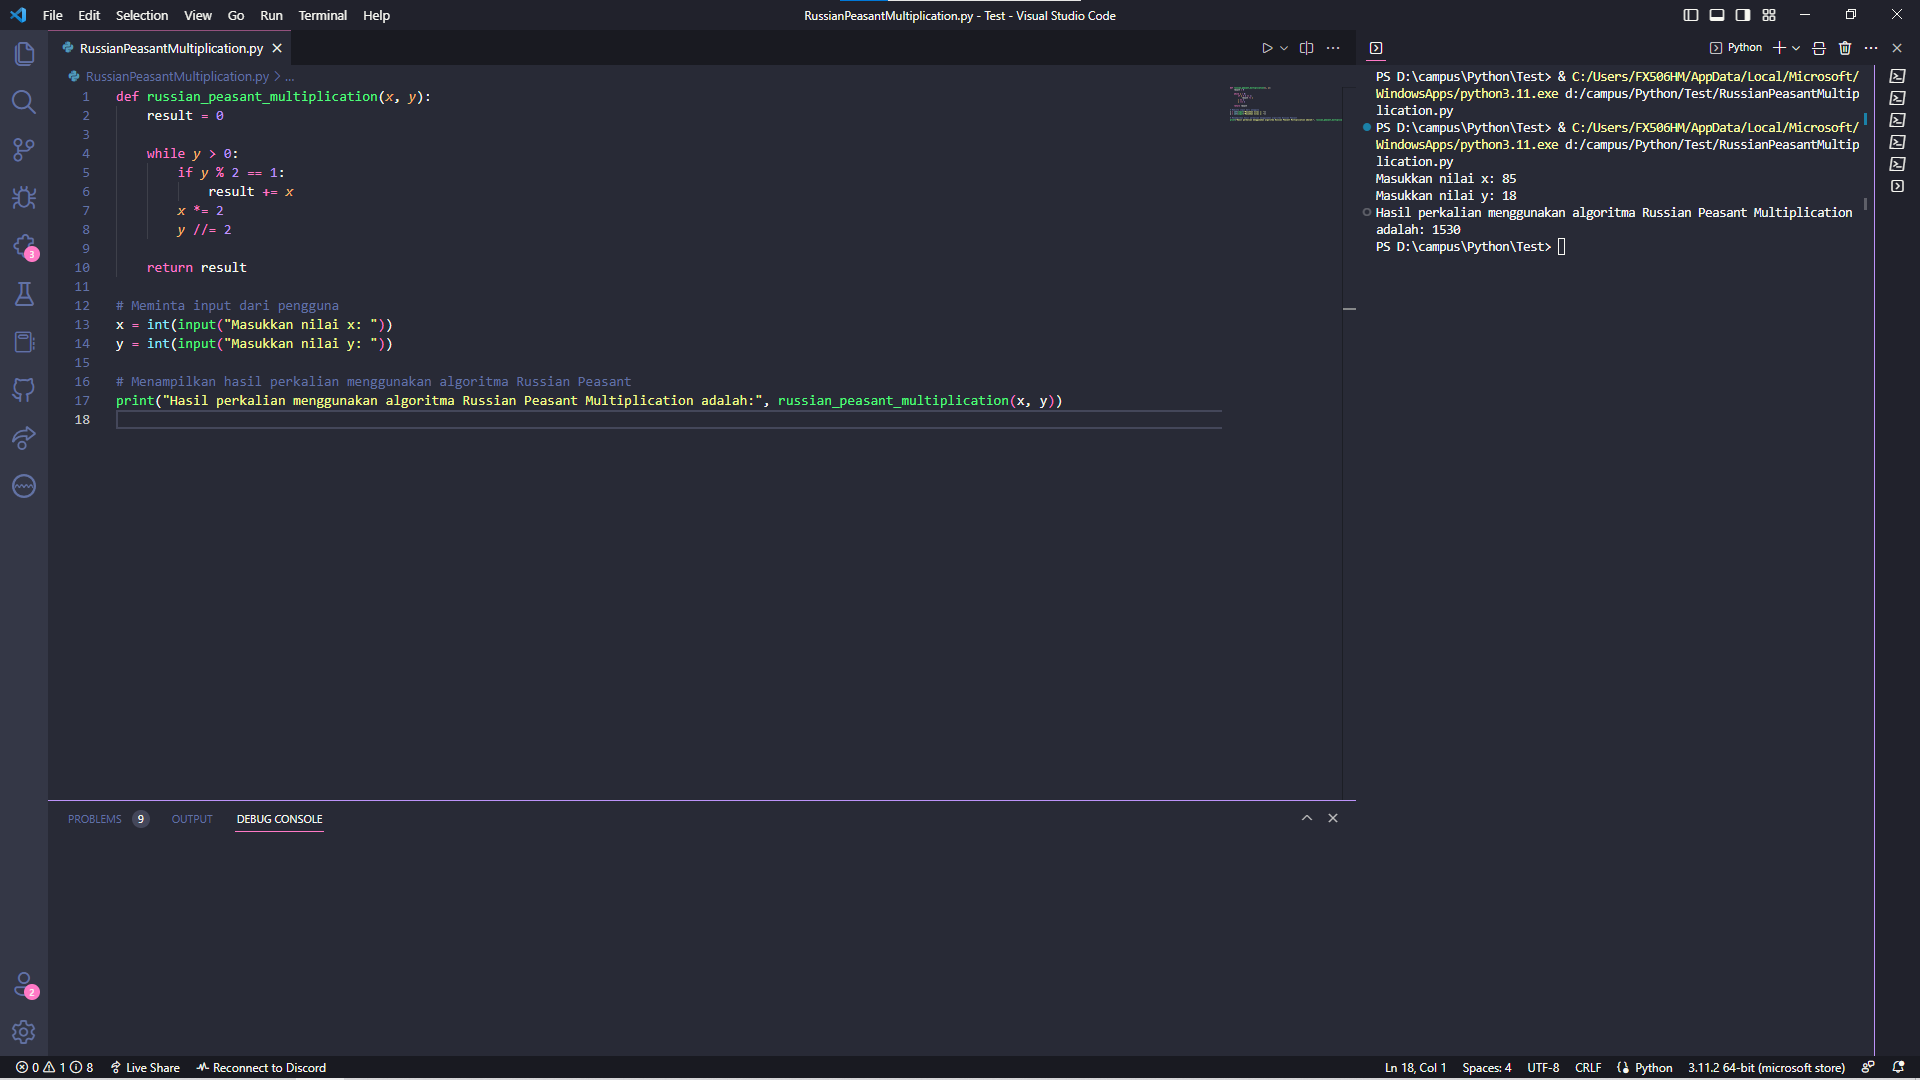 File Edit Selection View Go Run Terminal Help
RussianPeasantMultiplication.py - Test - Visual Studio Code
RussianPeasantMultiplication.py
RussianPeasantMultiplication.py > ...
1 def russian_peasant_multiplication(x, y):
2     result = 0
3
4     while y > 0:
5         if y % 2 == 1:
6             result += x
7         x *= 2
8         y //= 2
9
10     return result
11
12 # Meminta input dari pengguna
13 x = int(input("Masukkan nilai x: "))
14 y = int(input("Masukkan nilai y: "))
15
16 # Menampilkan hasil perkalian menggunakan algoritma Russian Peasant
17 print("Hasil perkalian menggunakan algoritma Russian Peasant Multiplication adalah:", russian_peasant_multiplication(x, y))
18
Python
PS D:\campus\Python\Test> & C:/Users/FX506HM/AppData/Local/Microsoft/
WindowsApps/python3.11.exe d:/campus/Python/Test/RussianPeasantMultip
lication.py
PS D:\campus\Python\Test> & C:/Users/FX506HM/AppData/Local/Microsoft/
WindowsApps/python3.11.exe d:/campus/Python/Test/RussianPeasantMultip
lication.py
Masukkan nilai x: 85
Masukkan nilai y: 18
Hasil perkalian menggunakan algoritma Russian Peasant Multiplication
adalah: 1530
PS D:\campus\Python\Test>
3
2
PROBLEMS 9 OUTPUT DEBUG CONSOLE
0 1 8 Live Share Reconnect to Discord
Ln 18, Col 1 Spaces: 4 UTF-8 CRLF Python 3.11.2 64-bit (microsoft store)